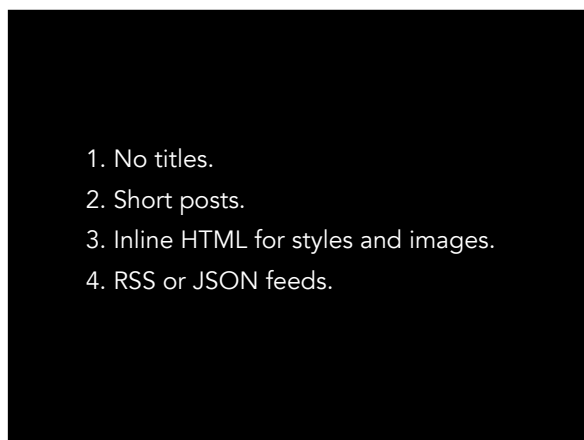 1. No titles.
2. Short posts.
3. Inline HTML for styles and images.
4. RSS or JSON feeds.